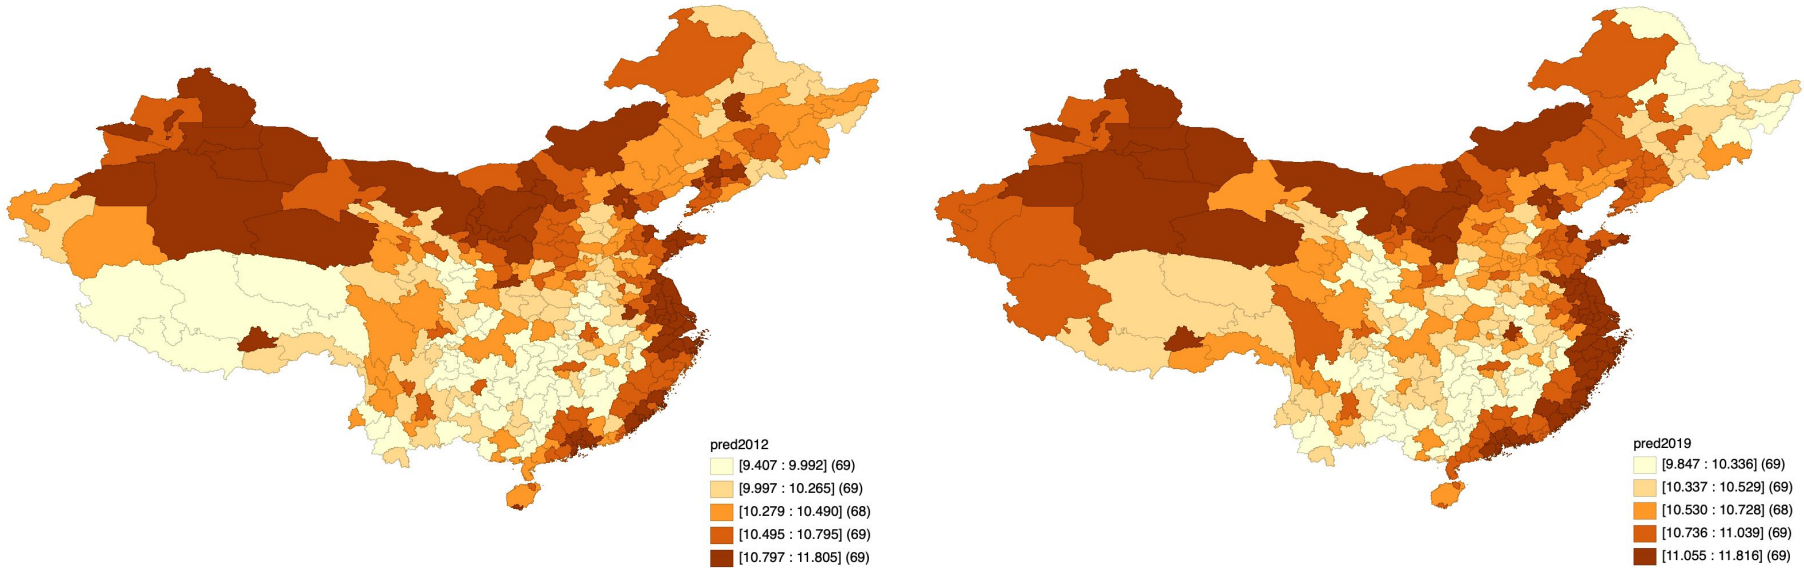 pred2012
[9.407 : 9.992] (69)
[9.997 : 10.265] (69)
[10.279 : 10.490] (68)
[10.495 : 10.795] (69)
[10.797 : 11.805] (69)
pred2019
[9.847 : 10.336] (69)
[10.337 : 10.529] (69)
[10.530 : 10.728] (68)
[10.736 : 11.039] (69)
[11.055 : 11.816] (69)